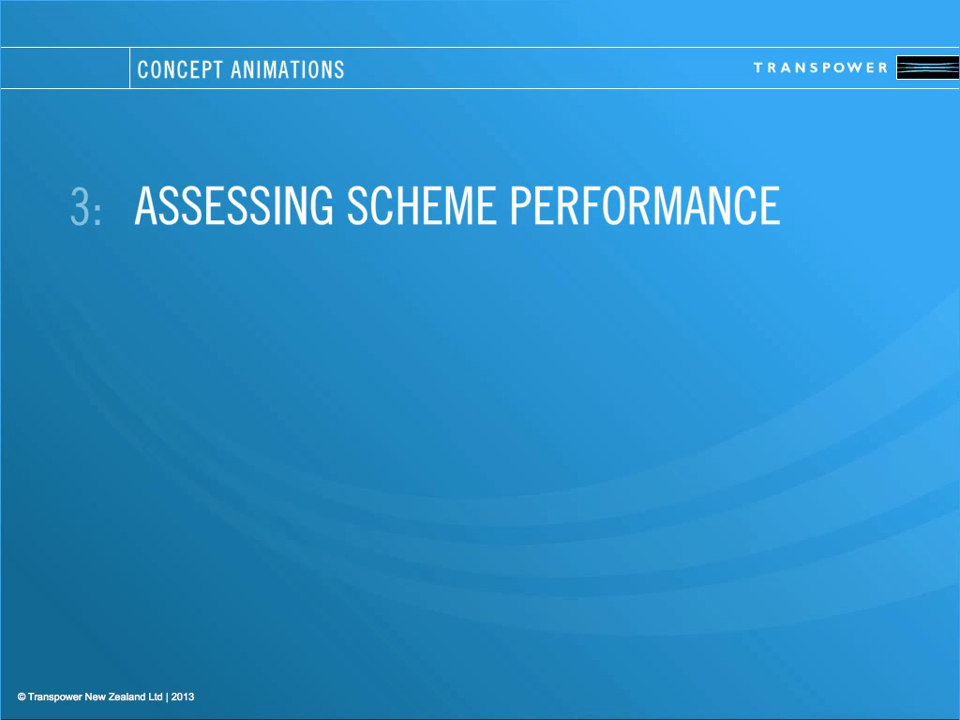 CONCEPT ANIMATIONS
TRANSPOWER
3: ASSESSING SCHEME PERFORMANCE
© Transpower New Zealand Ltd | 2013